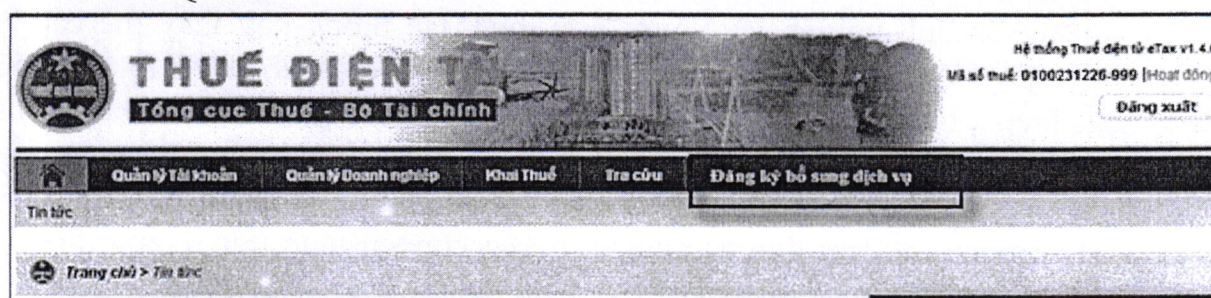 Hệ thống Thuế điện tử eTax v1.4.
THUẾ ĐIỆN T
Mã số thuế: 0100231226-999 |Hoạt động
Tổng cục Thuế - Bộ Tài chính
Đăng xuất
Quản lý Tài khoản Quản lý Doanh nghiệp Khai Thuế Tra cứu Đăng ký bổ sung dịch vụ
Tin tức
Trang chủ > Tin tức